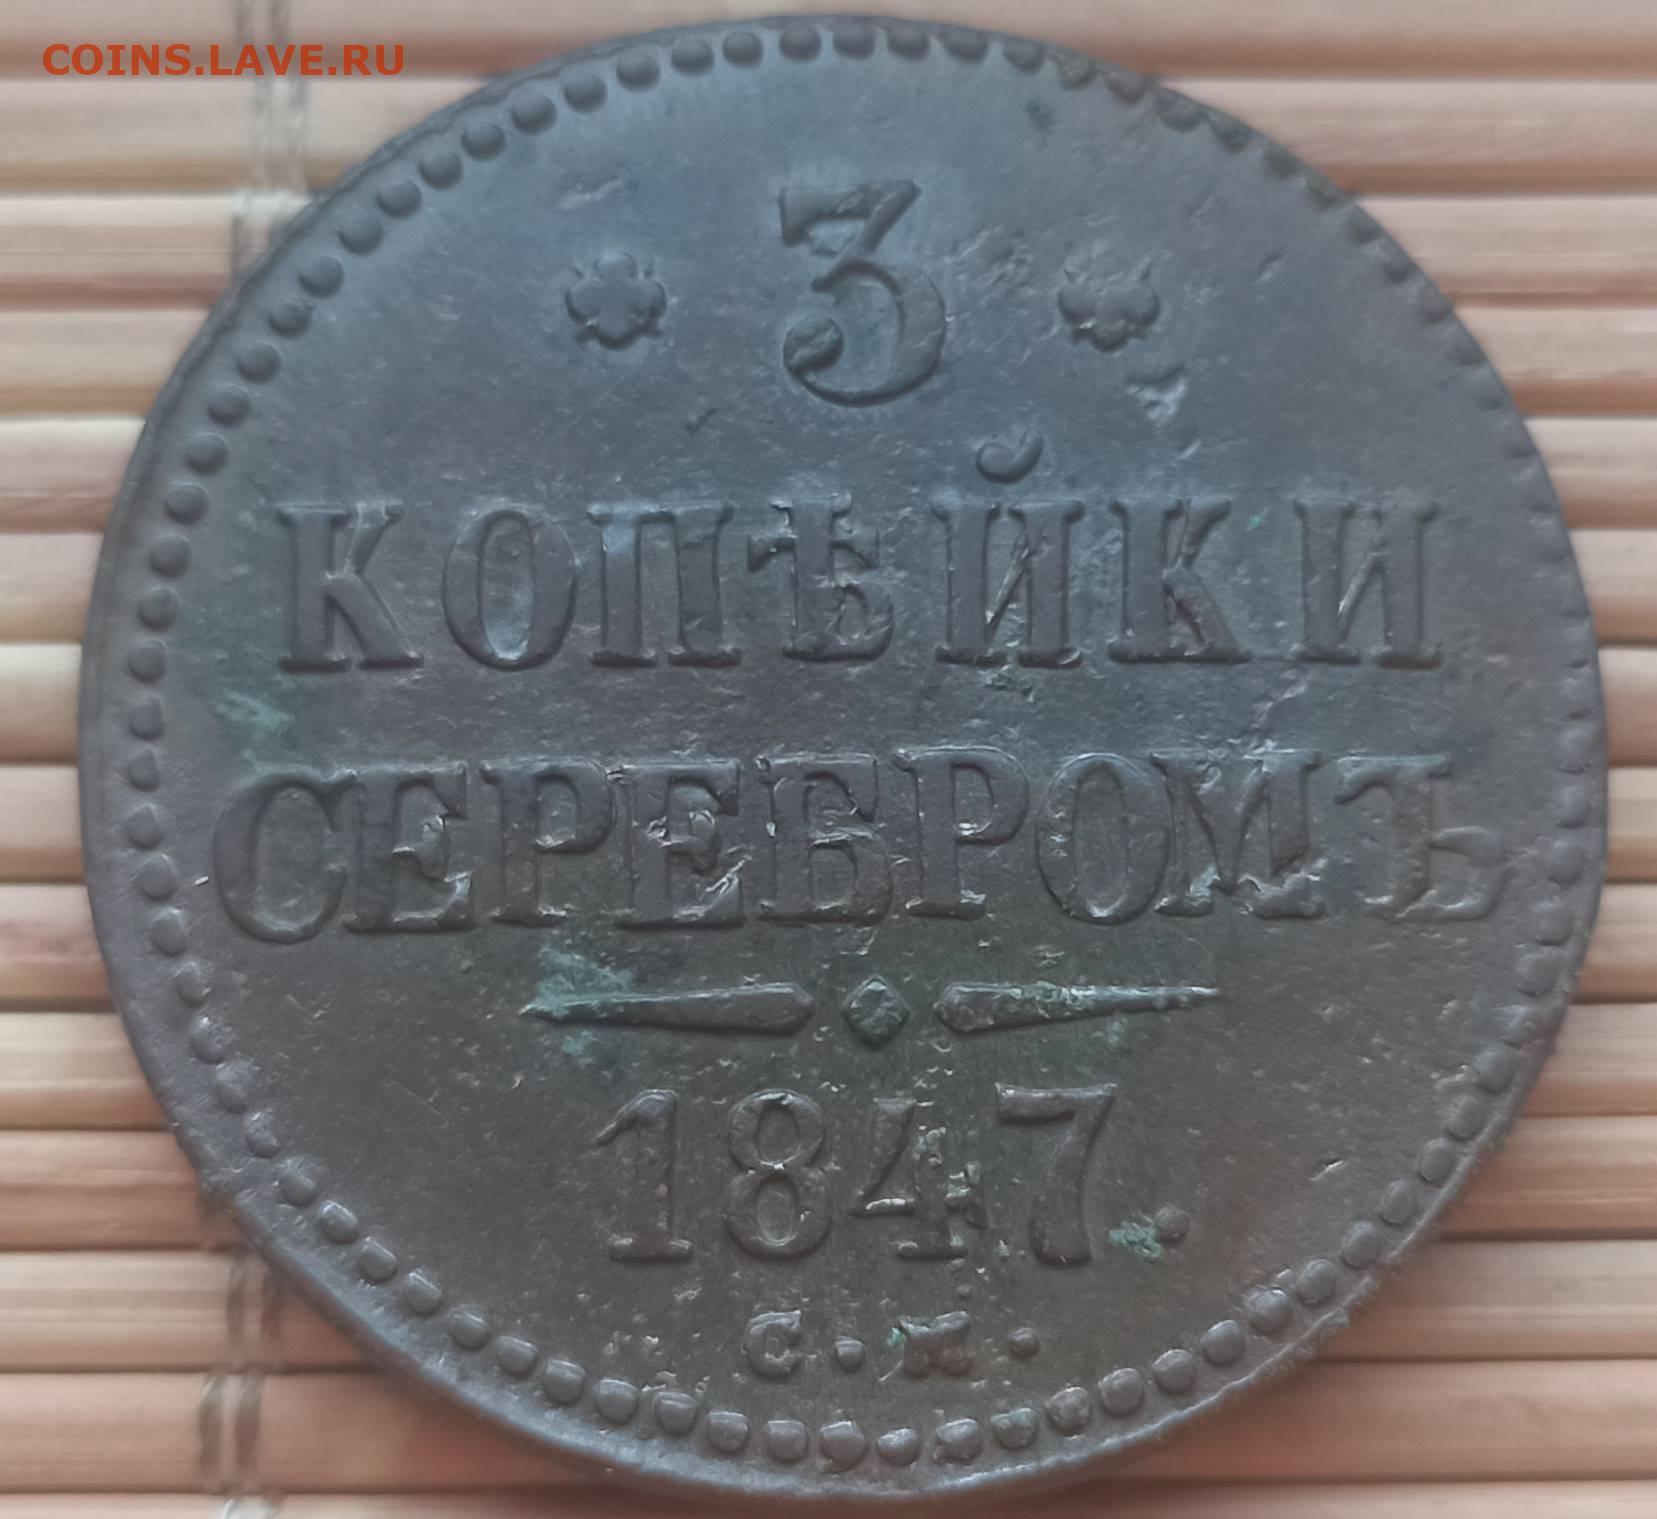 COINS.LAVE.RU
3
КОПѢЙКИ
СЕРЕБРОМЪ
1847.
С. М.